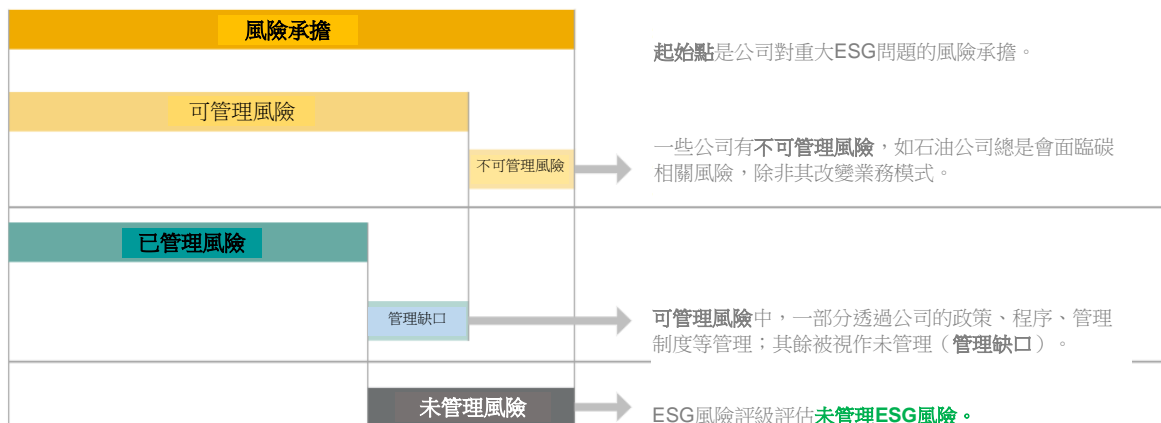 風險承擔
起始點是公司對重大ESG問題的風險承擔。
可管理風險
不可管理風險
一些公司有不可管理風險，如石油公司總是會面臨碳
相關風險，除非其改變業務模式。
已管理風險
管理缺口
可管理風險中，一部分透過公司的政策、程序、管理
制度等管理；其餘被視作未管理（管理缺口）。
未管理風險
ESG風險評級評估未管理ESG風險。